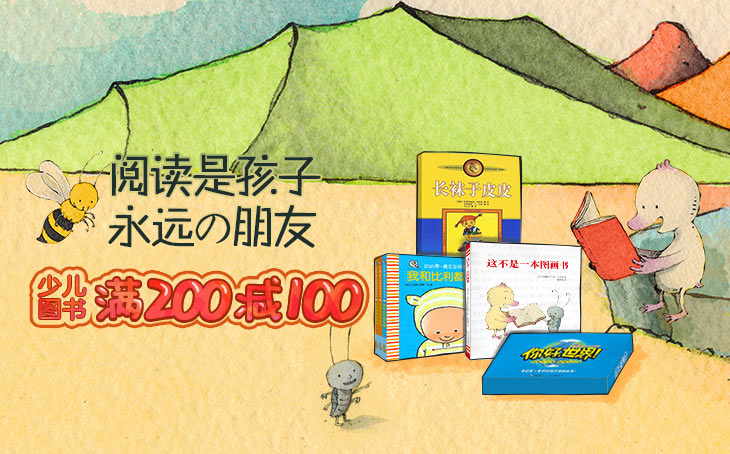 阅读是孩子
永远の朋友
少儿
图书
满200减100
长袜子皮皮
我和比利
这不是一本图画书
你好世界!